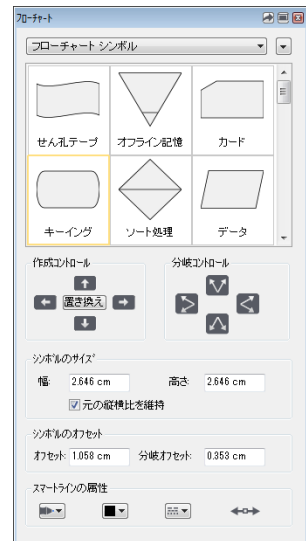 フローチャート
フローチャート シンボル
せん孔テープ オフライン記憶 カード
キーイング ソート処理 データ
作成コントロール 分岐コントロール
置き換え
シンボルのサイズ
幅: 2.646 cm 高さ: 2.646 cm
元の縦横比を維持
シンボルのオフセット
オフセット: 1.058 cm 分岐オフセット: 0.353 cm
スマートラインの属性